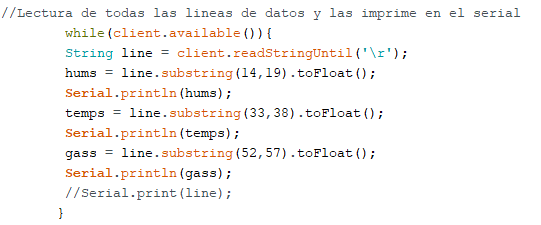 //Lectura de todas las lineas de datos y las imprime en el serial
while(client.available()){
String line = client.readStringUntil('\r');
hums = line.substring(14,19).toFloat();
Serial.println(hums);
temps = line.substring(33,38).toFloat();
Serial.println(temps);
gass = line.substring(52,57).toFloat();
Serial.println(gass);
//Serial.print(line);
}